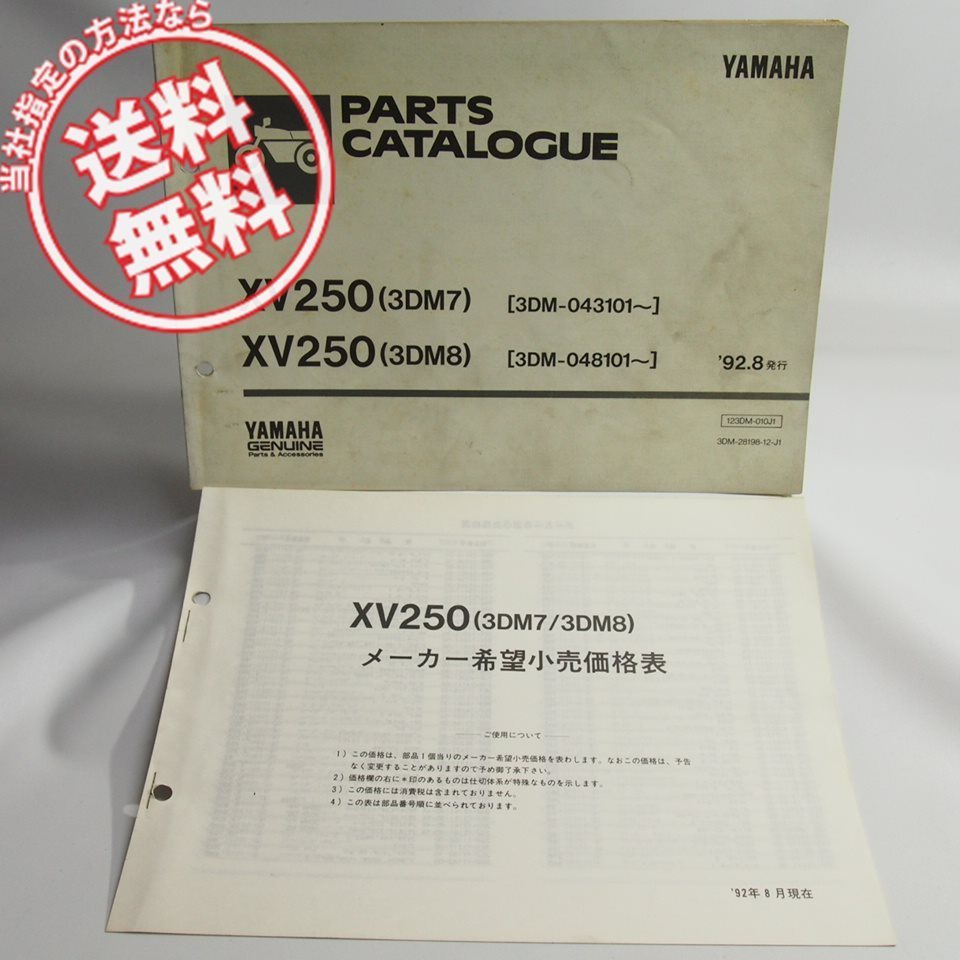 当社指定の方法なら
送料
無料
YAMAHA
PARTS
CATALOGUE
XV250(3DM7) [3DM-043101～]
XV250(3DM8) [3DM-048101～]
'92.8発行
YAMAHA
GENUINE
Parts & Accessories
123DM-010J1
3DM-28198-12-J1
XV250(3DM7/3DM8)
メーカー希望小売価格表
ご使用について
1）この価格は、部品1個当りのメーカー希望小売価格を表わします。なおこの価格は、予告
なく変更することがありますので予め御了承下さい。
2）価格欄の右に＊印のあるものは仕切体系が特殊なものを示します。
3）この価格には消費税は含まれておりません。
4）この表は部品番号順に並べられております。
'92年8月現在